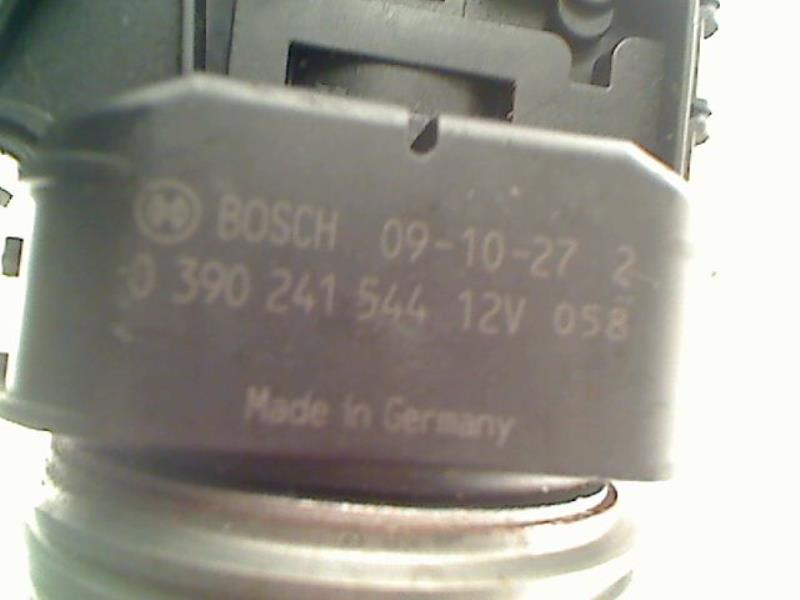 BOSCH 09-10-27 2
0 390 241 544 12V 058
Made in Germany